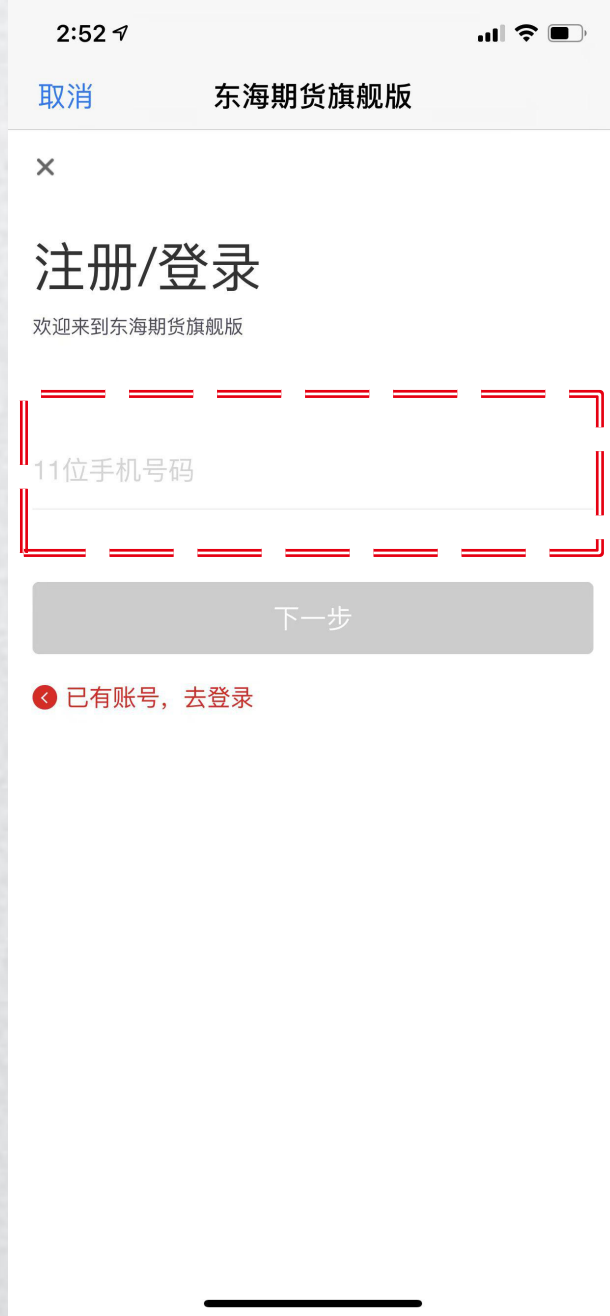 2:52
取消
东海期货旗舰版
注册/登录
欢迎来到东海期货旗舰版
11位手机号码
下一步
已有账号，去登录